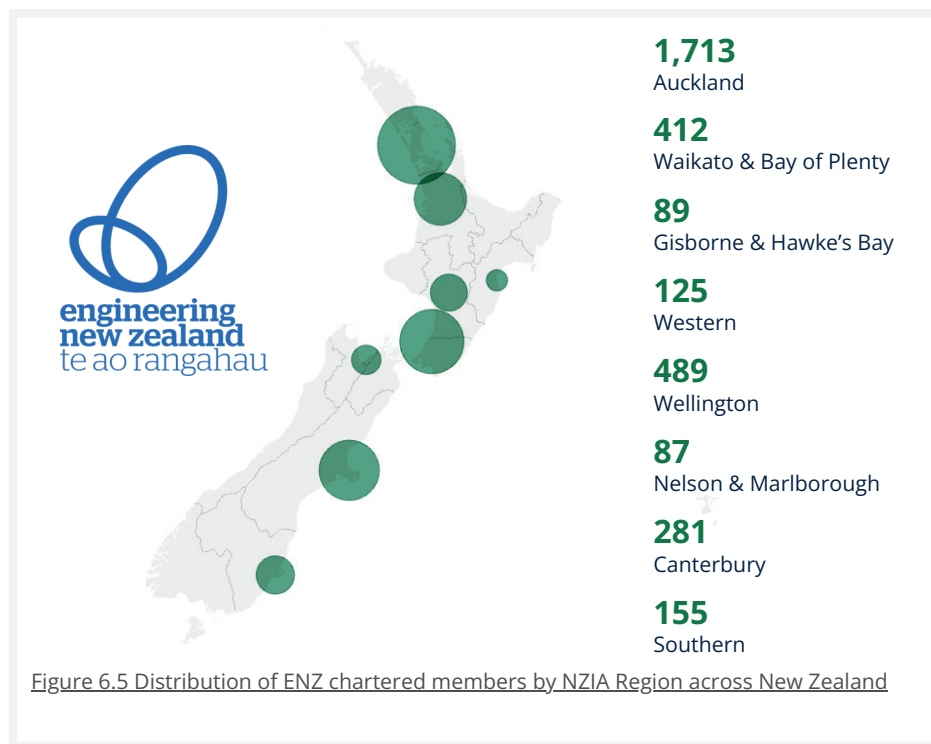 engineering
new zealand
te ao rangahau
1,713
Auckland
412
Waikato & Bay of Plenty
89
Gisborne & Hawke’s Bay
125
Western
489
Wellington
87
Nelson & Marlborough
281
Canterbury
155
Southern
Figure 6.5 Distribution of ENZ chartered members by NZIA Region across New Zealand